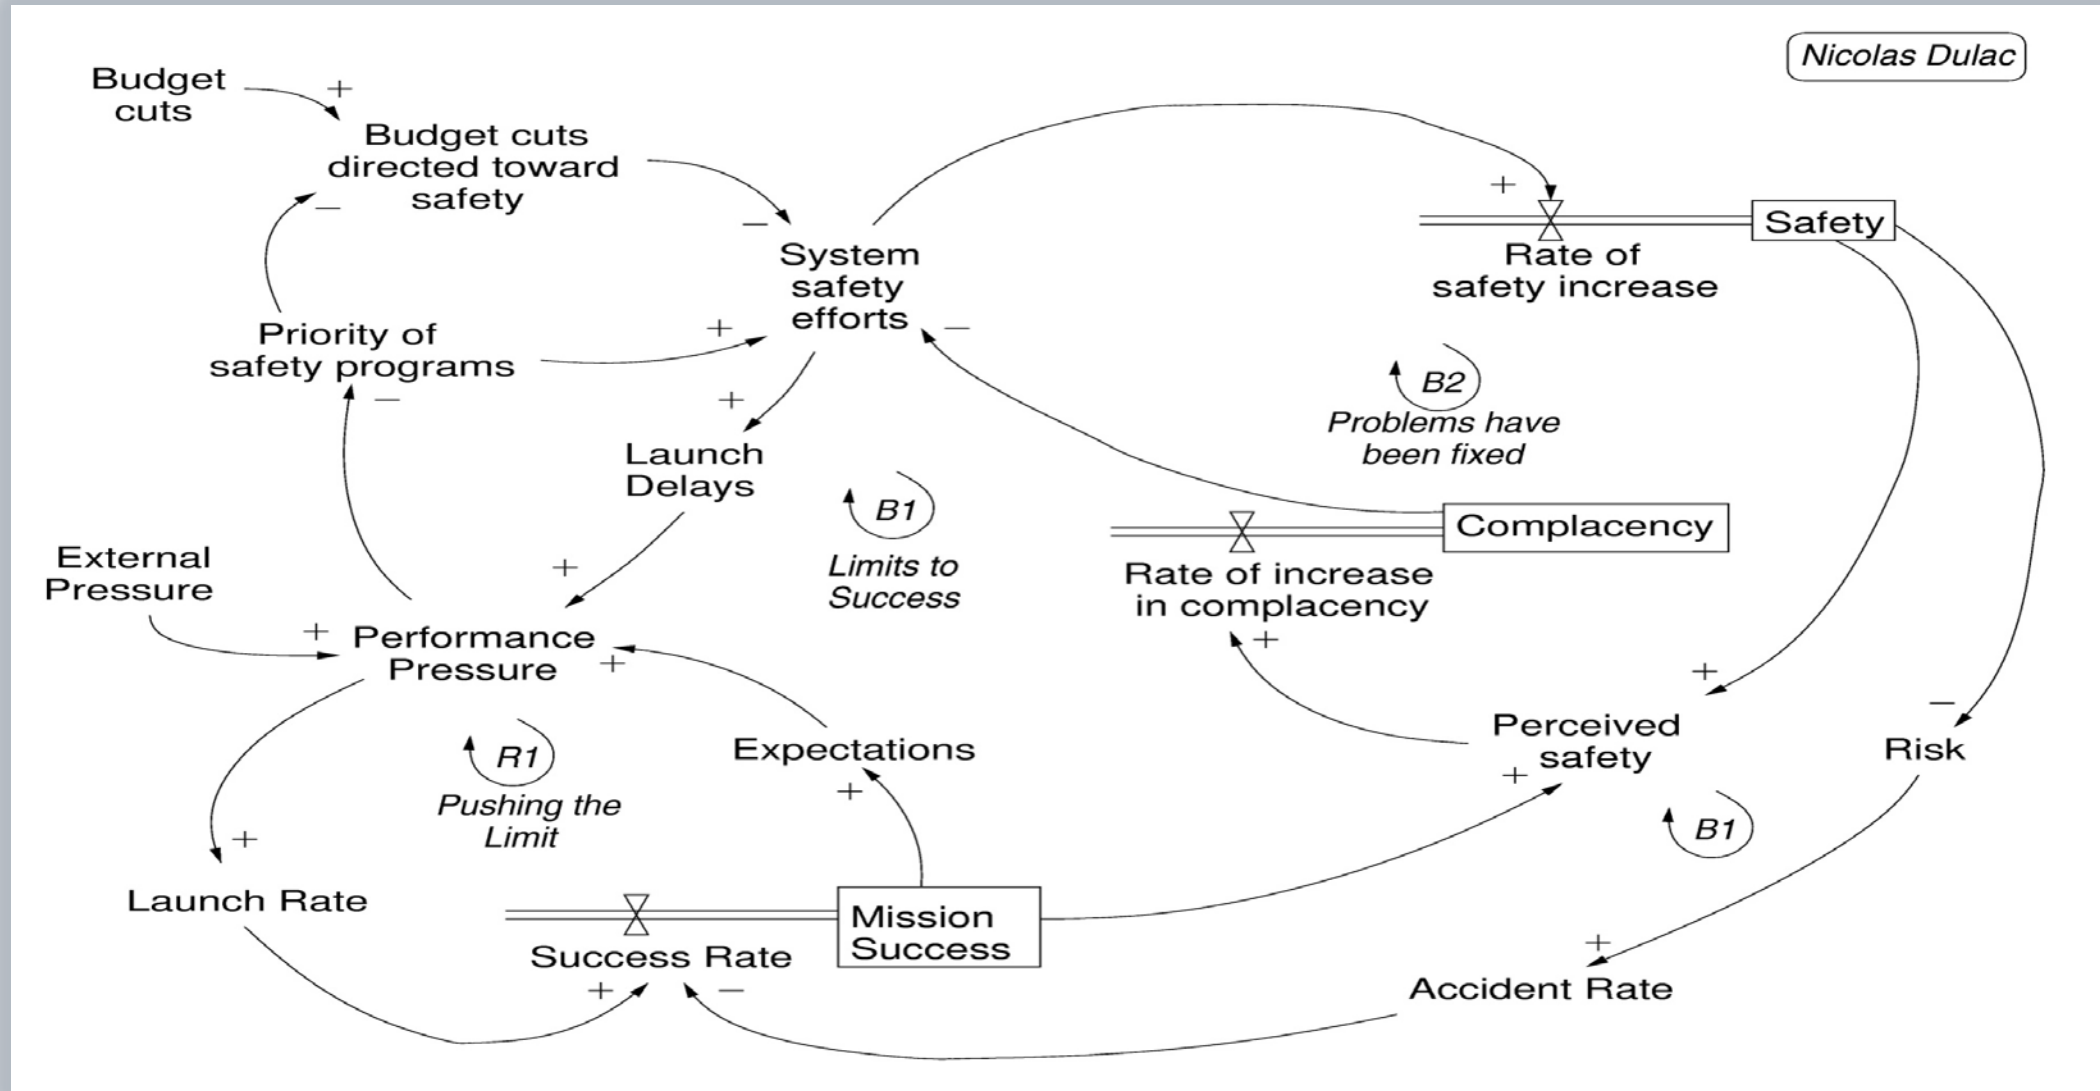 Nicolas Dulac
Budget
cuts
+
Budget cuts
directed toward
safety
−
−
System
safety
efforts
+
Safety
Rate of
safety increase
Priority of
safety programs
+
−
−
+
B2
Problems have
been fixed
Launch
Delays
B1
Limits to
Success
Complacency
Rate of increase
in complacency
+
External
Pressure
+
+
Performance
Pressure
+
R1
Pushing the
Limit
Expectations
+
+
Perceived
safety
+
−
Risk
B1
+
Launch Rate
Mission
Success
Success Rate
+
−
+
Accident Rate